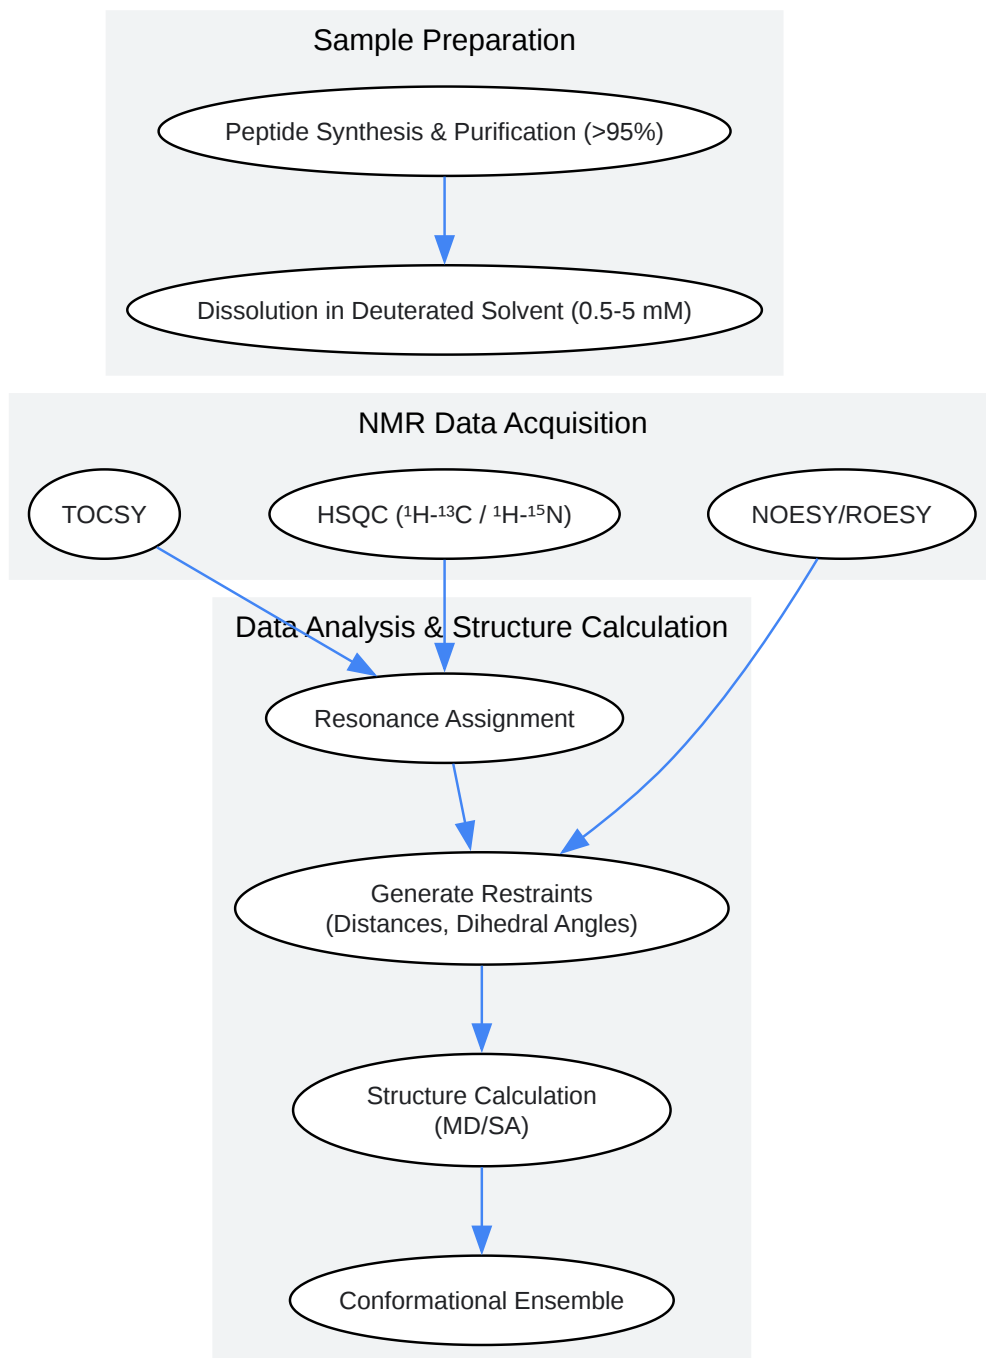 Sample Preparation
Peptide Synthesis & Purification (>95%)
Dissolution in Deuterated Solvent (0.5-5 mM)
NMR Data Acquisition
TOCSY
HSQC (¹H-¹³C / ¹H-¹⁵N)
NOESY/ROESY
Data Analysis & Structure Calculation
Resonance Assignment
Generate Restraints
(Distances, Dihedral Angles)
Structure Calculation
(MD/SA)
Conformational Ensemble